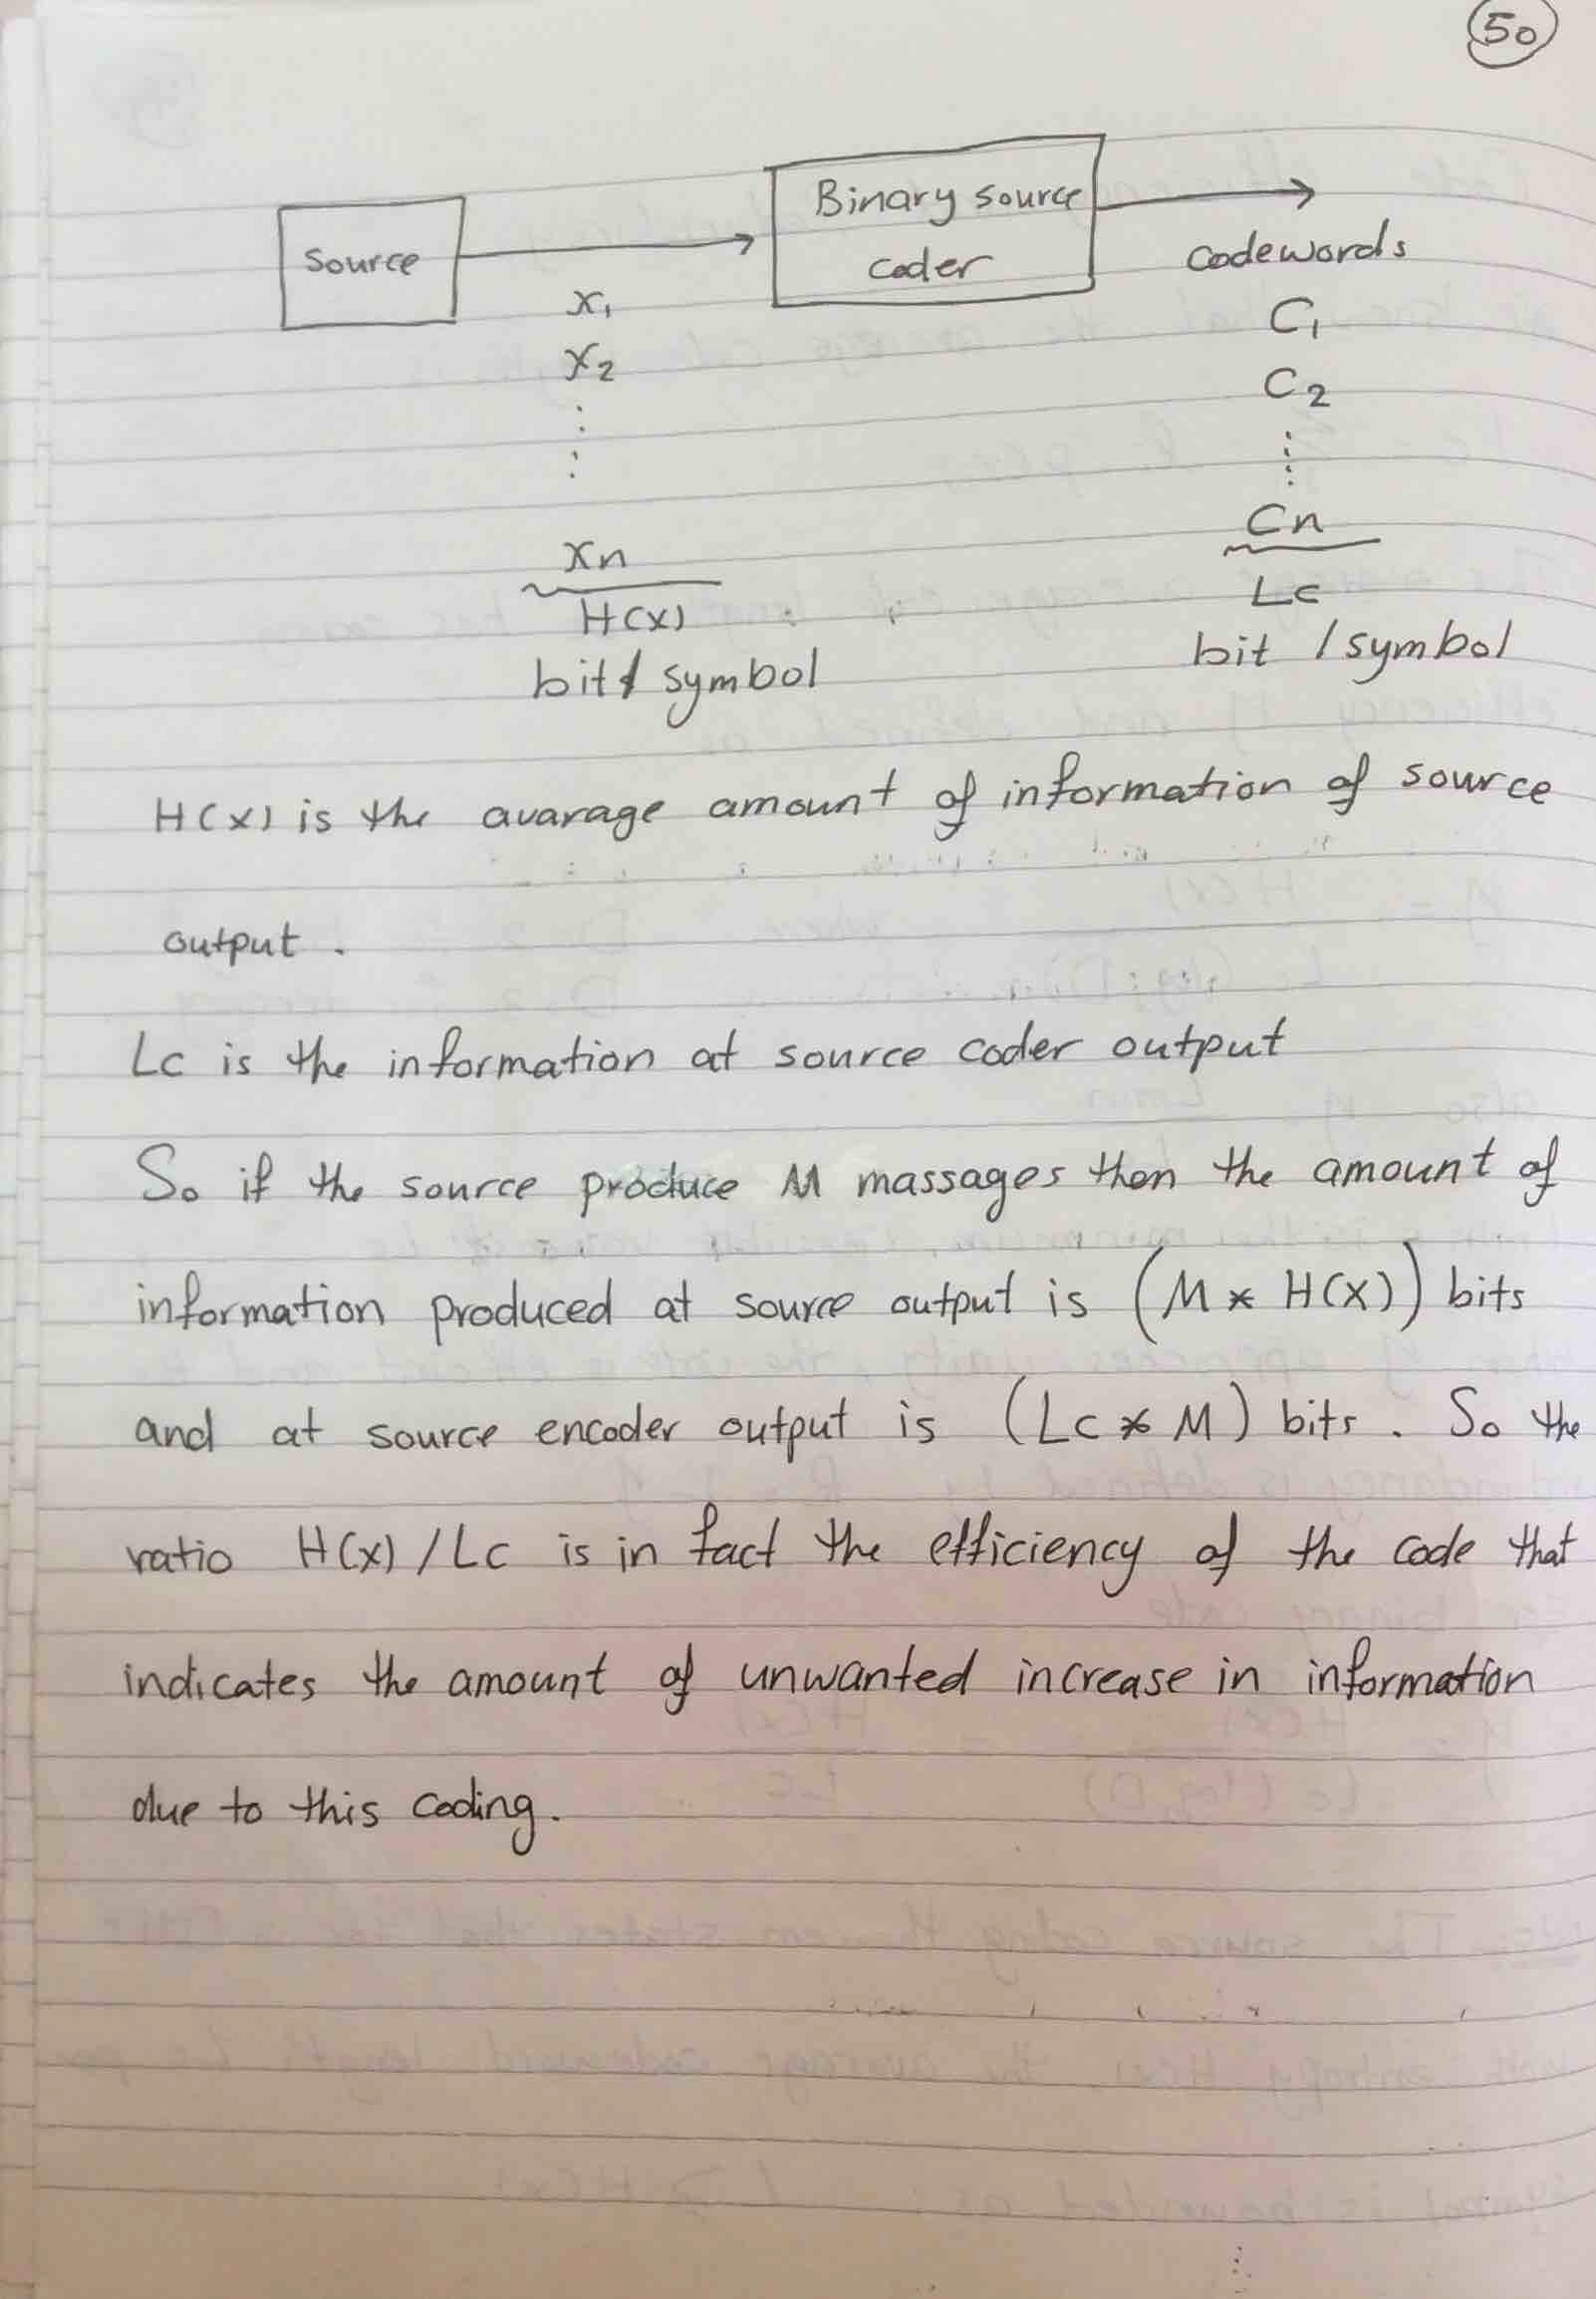 50
Source
Binary source
coder
codewords
x₁
x₂
⋮
xn
H(x)
bit/symbol
C₁
C₂
⋮
Cn
Lc
bit /symbol
H(x) is the avarage amount of information of source
output .
Lc is the information at source coder output
So if the source produce M massages then the amount of
information produced at source output is (M * H(x)) bits
and at source encoder output is (Lc * M) bits . So the
ratio H(x) /Lc is in fact the efficiency of the code that
indicates the amount of unwanted increase in information
due to this coding.